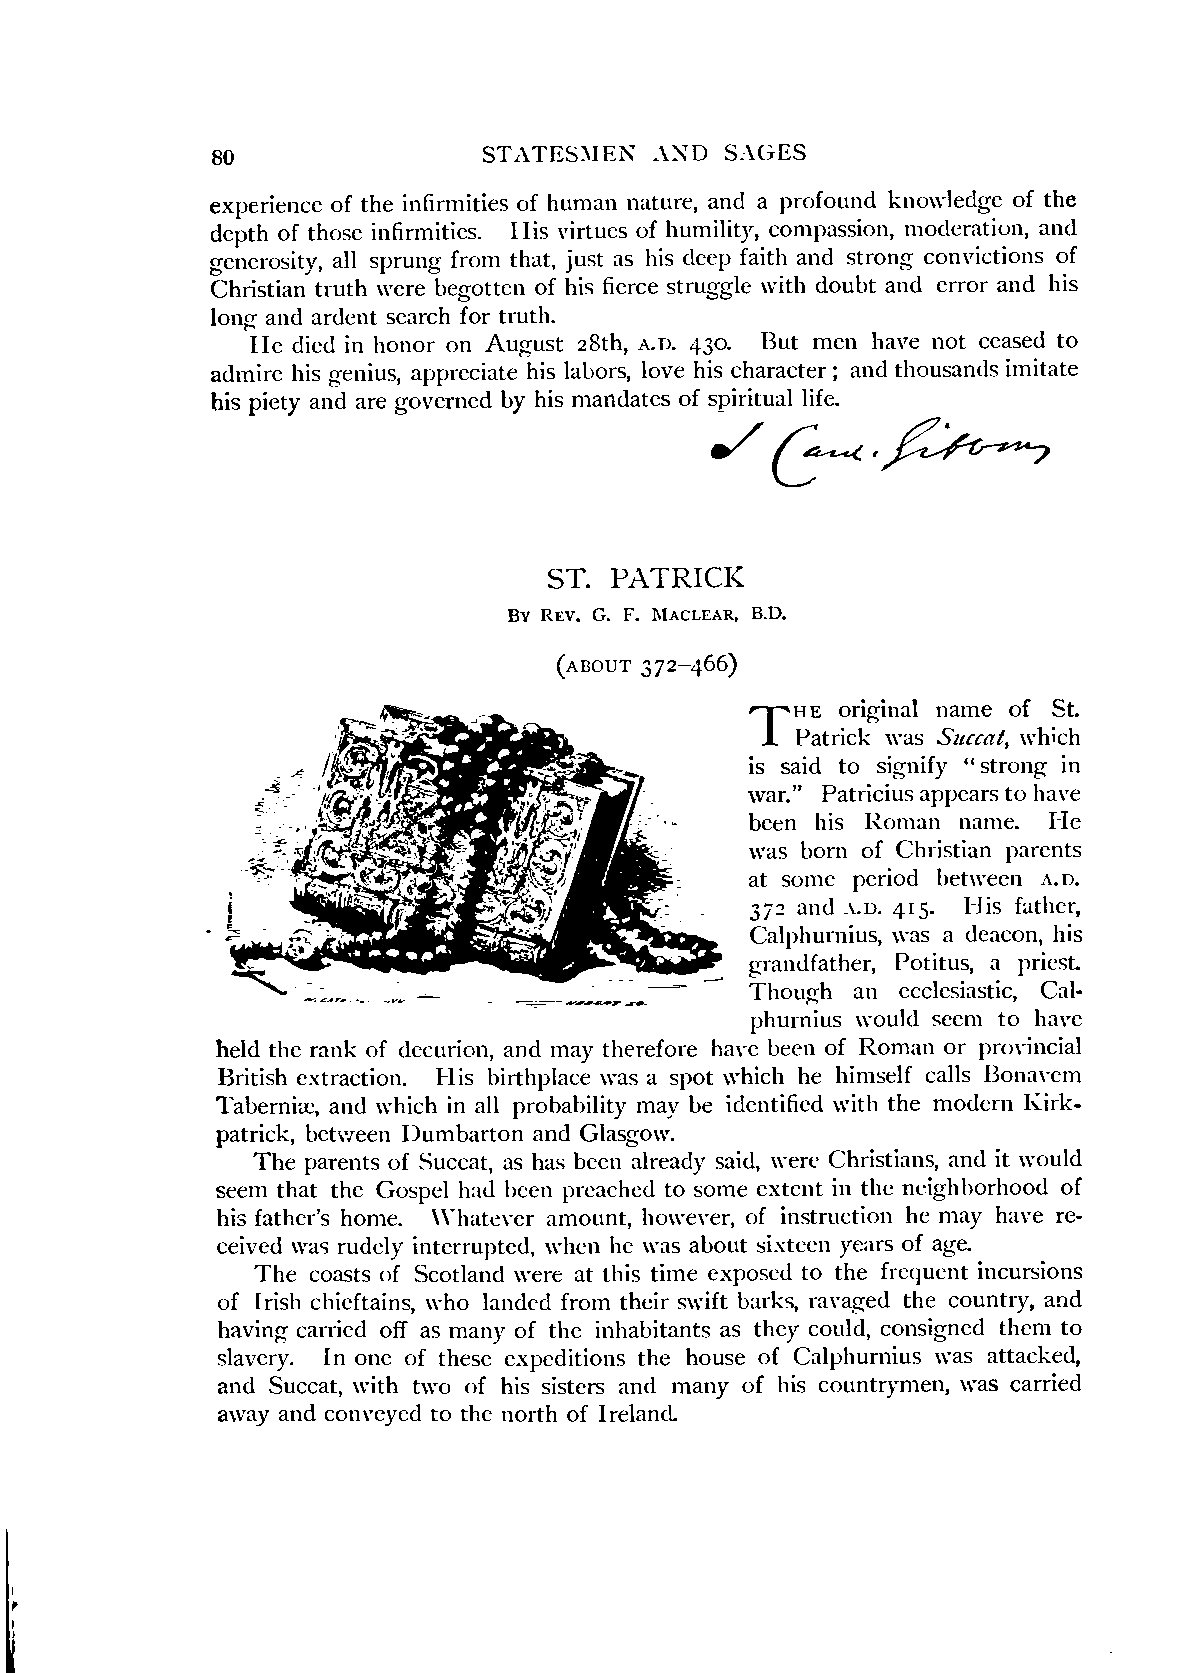 80 STATESMEN AND SAGES
experience of the infirmities of human nature, and a profound knowledge of the
depth of those infirmities. His virtues of humility, compassion, moderation, and
generosity, all sprung from that, just as his deep faith and strong convictions of
Christian truth were begotten of his fierce struggle with doubt and error and his
long and ardent search for truth.
He died in honor on August 28th, A.D. 430. But men have not ceased to
admire his genius, appreciate his labors, love his character; and thousands imitate
his piety and are governed by his mandates of spiritual life.
J Card. Gibbons
ST. PATRICK
BY REV. G. F. MACLEAR, B.D.
(ABOUT 372–466)
THE original name of St.
Patrick was Succat, which
is said to signify "strong in
war." Patricius appears to have
been his Roman name. He
was born of Christian parents
at some period between A.D.
372 and A.D. 415. His father,
Calphurnius, was a deacon, his
grandfather, Potitus, a priest.
Though an ecclesiastic, Cal-
phurnius would seem to have
held the rank of decurion, and may therefore have been of Roman or provincial
British extraction. His birthplace was a spot which he himself calls Bonavem
Taberniæ, and which in all probability may be identified with the modern Kirk-
patrick, between Dumbarton and Glasgow.
The parents of Succat, as has been already said, were Christians, and it would
seem that the Gospel had been preached to some extent in the neighborhood of
his father's home. Whatever amount, however, of instruction he may have re-
ceived was rudely interrupted, when he was about sixteen years of age.
The coasts of Scotland were at this time exposed to the frequent incursions
of Irish chieftains, who landed from their swift barks, ravaged the country, and
having carried off as many of the inhabitants as they could, consigned them to
slavery. In one of these expeditions the house of Calphurnius was attacked,
and Succat, with two of his sisters and many of his countrymen, was carried
away and conveyed to the north of Ireland.